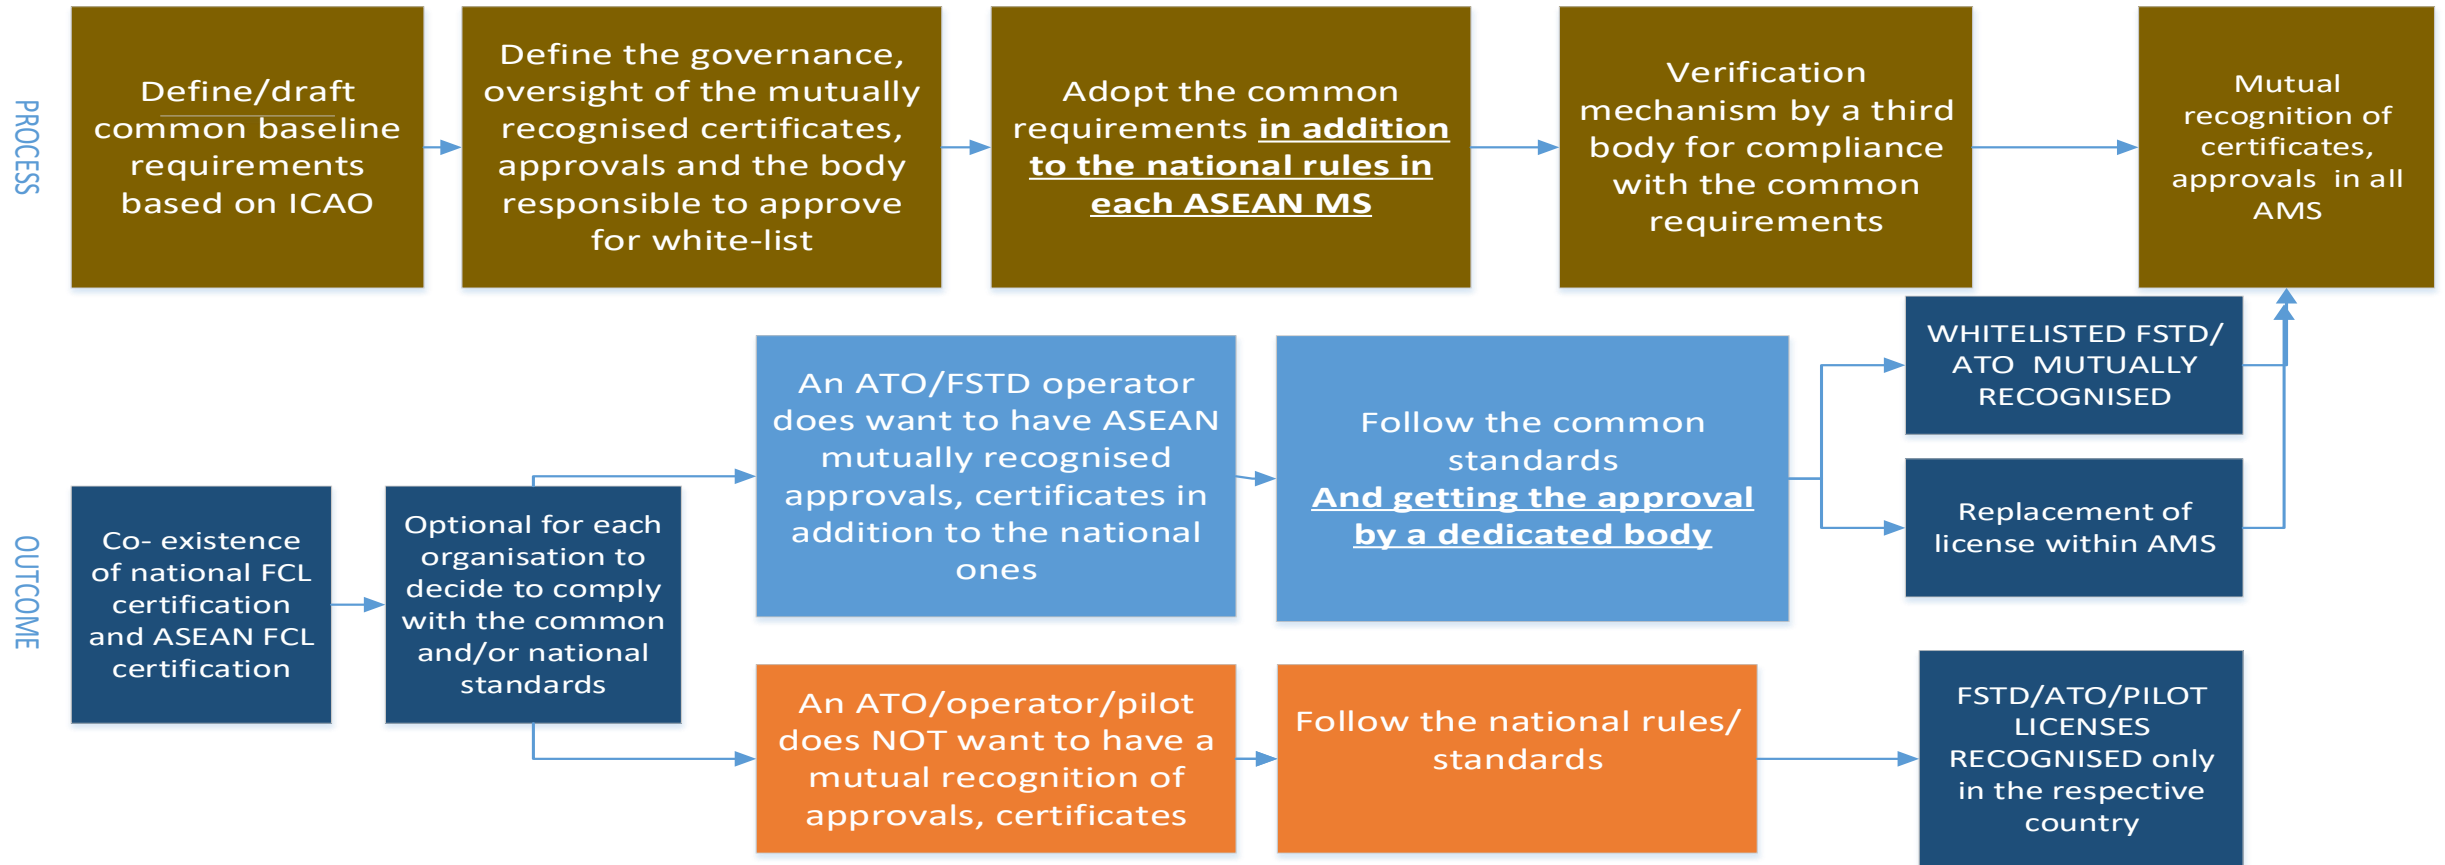 PROCESS
Define/draft
common baseline
requirements
based on ICAO
Define the governance,
oversight of the mutually
recognised certificates,
approvals and the body
responsible to approve
for white-list
Adopt the common
requirements in addition
to the national rules in
each ASEAN MS
Verification
mechanism by a third
body for compliance
with the common
requirements
Mutual
recognition of
certificates,
approvals in all
AMS
OUTCOME
Co- existence
of national FCL
certification
and ASEAN FCL
certification
Optional for each
organisation to
decide to comply
with the common
and/or national
standards
An ATO/FSTD operator
does want to have ASEAN
mutually recognised
approvals, certificates in
addition to the national
ones
Follow the common
standards
And getting the approval
by a dedicated body
WHITELISTED FSTD/
ATO MUTUALLY
RECOGNISED
Replacement of
license within AMS
An ATO/operator/pilot
does NOT want to have a
mutual recognition of
approvals, certificates
Follow the national rules/
standards
FSTD/ATO/PILOT
LICENSES
RECOGNISED only
in the respective
country